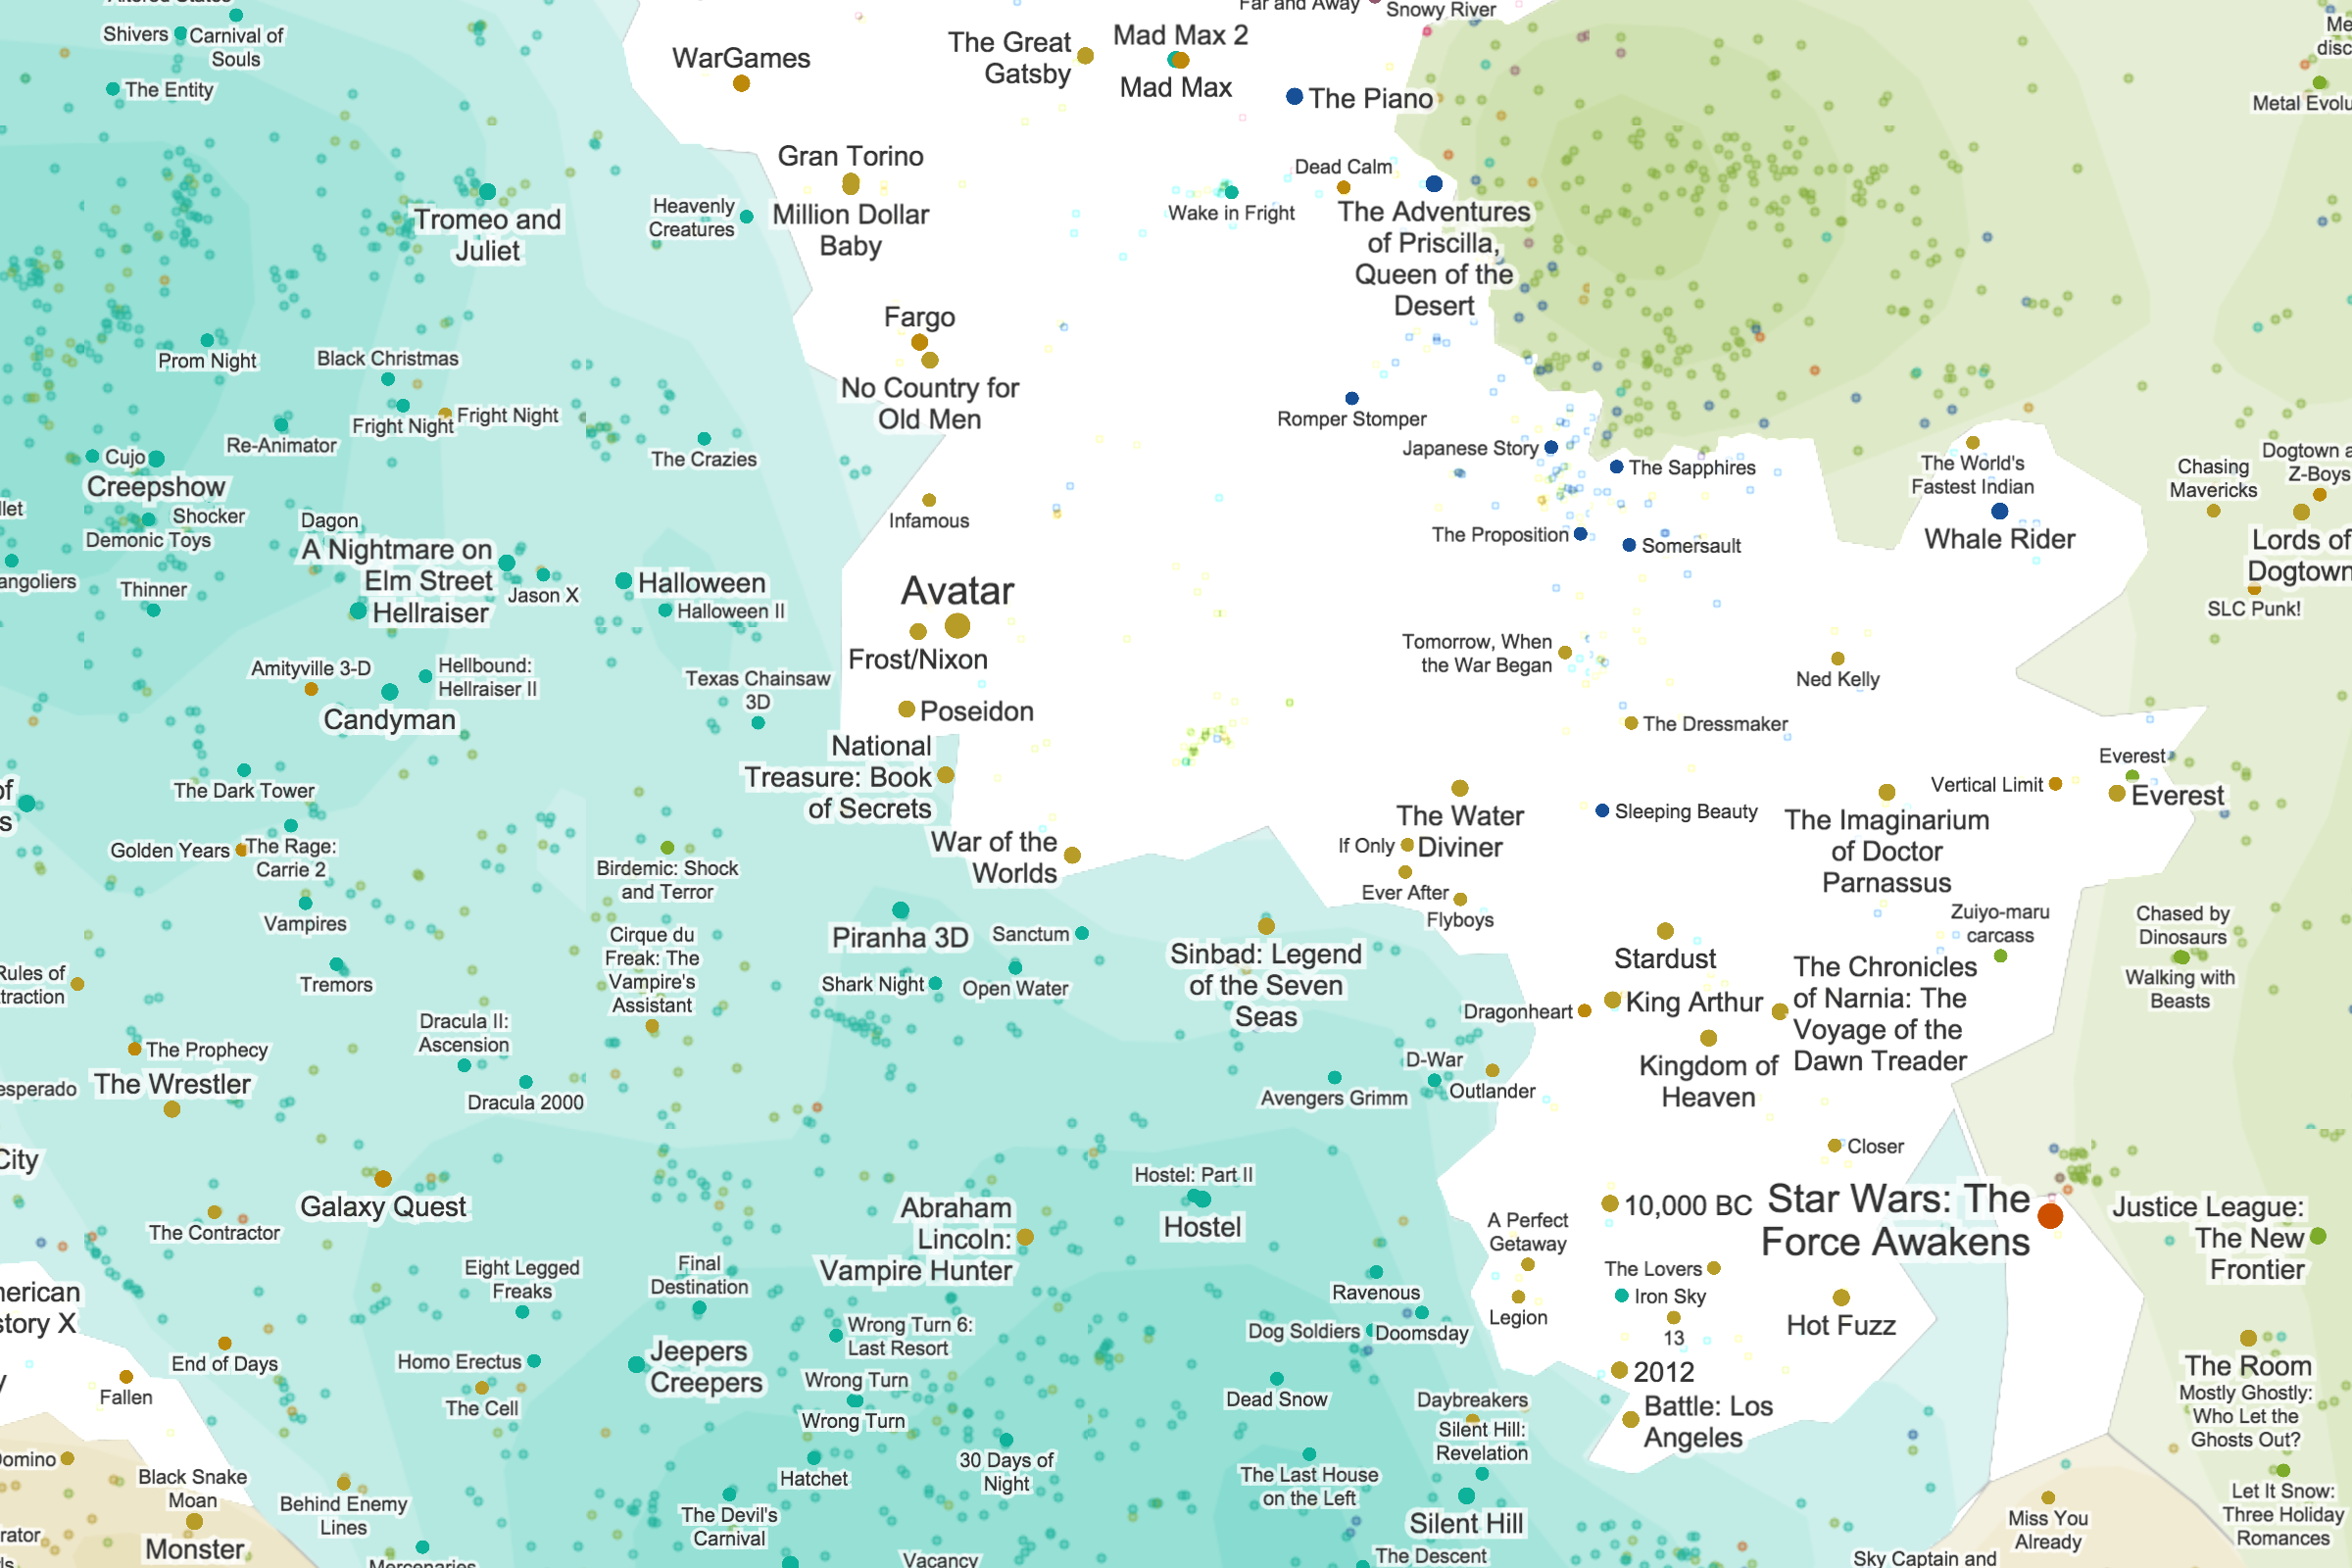 Shivers
Carnival of
Souls
The Entity
WarGames
The Great
Gatsby
Mad Max 2
Mad Max
Far and Away
Snowy River
The Piano
Gran Torino
Million Dollar
Baby
Heavenly
Creatures
Tromeo and
Juliet
Wake in Fright
Dead Calm
The Adventures
of Priscilla,
Queen of the
Desert
Fargo
No Country for
Old Men
Prom Night
Black Christmas
Fright Night
Fright Night
Re-Animator
The Crazies
Romper Stomper
Japanese Story
The Sapphires
The World's
Fastest Indian
Whale Rider
Chasing
Mavericks
Dogtown a
Z-Boys
Lords of
Dogtown
SLC Punk!
Cujo
Creepshow
Shocker
Demonic Toys
Thinner
Dagon
A Nightmare on
Elm Street
Hellraiser
Jason X
Halloween
Halloween II
Infamous
Avatar
Frost/Nixon
Poseidon
National
Treasure: Book
of Secrets
War of the
Worlds
The Proposition
Somersault
Tomorrow, When
the War Began
Ned Kelly
The Dressmaker
Amityville 3-D
Hellbound:
Hellraiser II
Candyman
Texas Chainsaw
3D
The Dark Tower
Golden Years
The Rage:
Carrie 2
Vampires
Tremors
Birdemic: Shock
and Terror
Cirque du
Freak: The
Vampire's
Assistant
Piranha 3D
Sanctum
Shark Night
Open Water
Sinbad: Legend
of the Seven
Seas
The Water
Diviner
If Only
Ever After
Flyboys
Sleeping Beauty
The Imaginarium
of Doctor
Parnassus
Vertical Limit
Everest
Everest
Zuiyo-maru
carcass
Chased by
Dinosaurs
Walking with
Beasts
Stardust
King Arthur
Dragonheart
The Chronicles
of Narnia: The
Voyage of the
Dawn Treader
Kingdom of
Heaven
D-War
Outlander
Avengers Grimm
Closer
Rules of
The Prophecy
The Wrestler
Dracula II:
Ascension
Dracula 2000
City
Galaxy Quest
The Contractor
Abraham
Lincoln:
Vampire Hunter
Hostel: Part II
Hostel
10,000 BC
Star Wars: The
Force Awakens
Justice League:
The New
Frontier
A Perfect
Getaway
Legion
The Lovers
Iron Sky
13
Hot Fuzz
2012
Battle: Los
Angeles
Eight Legged
Freaks
Final
Destination
Ravenous
Dog Soldiers
Doomsday
Wrong Turn 6:
Last Resort
Wrong Turn
Wrong Turn
Jeepers
Creepers
Homo Erectus
The Cell
End of Days
Fallen
story X
Dead Snow
Daybreakers
Silent Hill:
Revelation
Silent Hill
The Last House
on the Left
30 Days of
Night
Hatchet
The Devil's
Carnival
Vacancy
The Descent
Black Snake
Moan
Monster
Behind Enemy
Lines
Mercenaries
The Room
Mostly Ghostly:
Who Let the
Ghosts Out?
Let It Snow:
Three Holiday
Romances
Miss You
Already
Sky Captain and